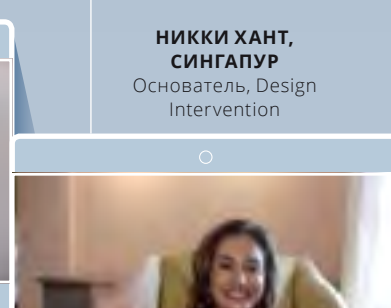 НИККИ ХАНТ,
СИНГАПУР
Основатель, Design
Intervention